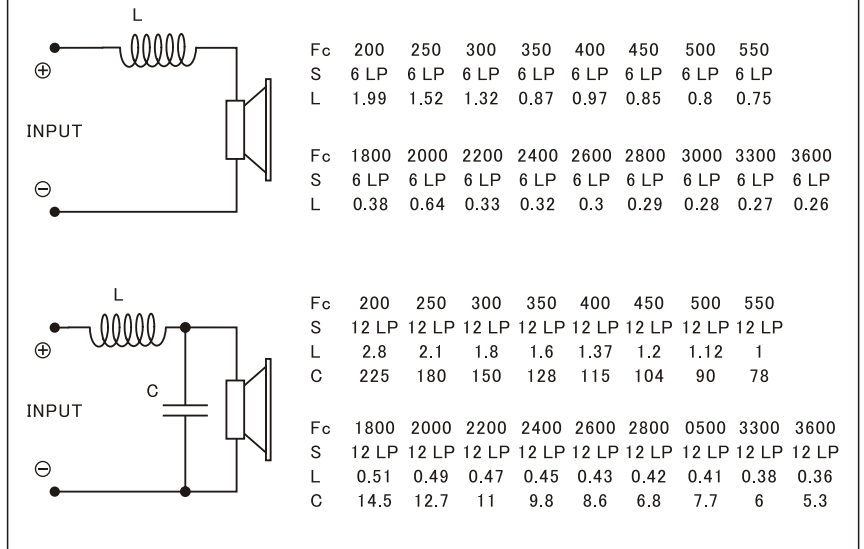 L
⊕
INPUT
⊖
Fc 200 250 300 350 400 450 500 550
S 6 LP 6 LP 6 LP 6 LP 6 LP 6 LP 6 LP 6 LP
L 1.99 1.52 1.32 0.87 0.97 0.85 0.8 0.75
Fc 1800 2000 2200 2400 2600 2800 3000 3300 3600
S 6 LP 6 LP 6 LP 6 LP 6 LP 6 LP 6 LP 6 LP 6 LP
L 0.38 0.64 0.33 0.32 0.3 0.29 0.28 0.27 0.26
L
⊕
C
INPUT
⊖
Fc 200 250 300 350 400 450 500 550
S 12 LP 12 LP 12 LP 12 LP 12 LP 12 LP 12 LP 12 LP
L 2.8 2.1 1.8 1.6 1.37 1.2 1.12 1
C 225 180 150 128 115 104 90 78
Fc 1800 2000 2200 2400 2600 2800 0500 3300 3600
S 12 LP 12 LP 12 LP 12 LP 12 LP 12 LP 12 LP 12 LP 12 LP
L 0.51 0.49 0.47 0.45 0.43 0.42 0.41 0.38 0.36
C 14.5 12.7 11 9.8 8.6 6.8 7.7 6 5.3